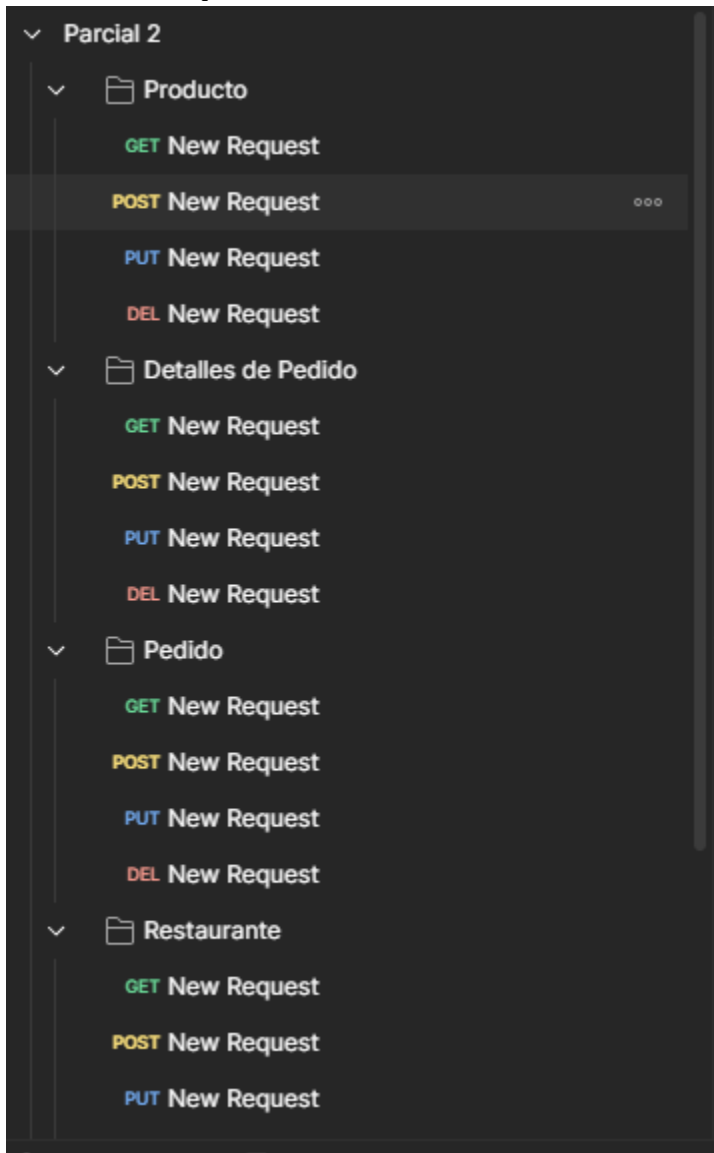 Parcial 2
Producto
GET New Request
POST New Request
PUT New Request
DEL New Request
Detalles de Pedido
GET New Request
POST New Request
PUT New Request
DEL New Request
Pedido
GET New Request
POST New Request
PUT New Request
DEL New Request
Restaurante
GET New Request
POST New Request
PUT New Request